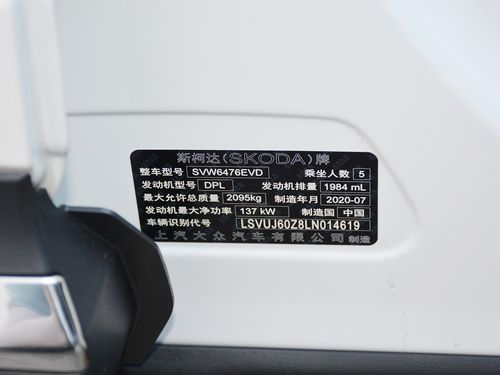 斯柯达(SKODA)牌
整车型号 SVW6476EVD 乘坐人数 5
发动机型号 DPL 发动机排量 1984 mL
最大允许总质量 2095kg 制造年月 2020-07
发动机最大净功率 137 kW 制造国 中国
车辆识别代号 LSVUJ60Z8LN014619
上汽大众汽车有限公司 制造